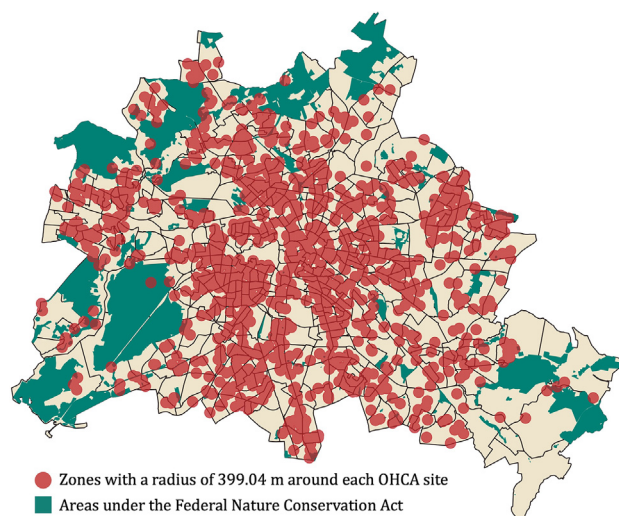 Zones with a radius of 399.04 m around each OHCA site
Areas under the Federal Nature Conservation Act